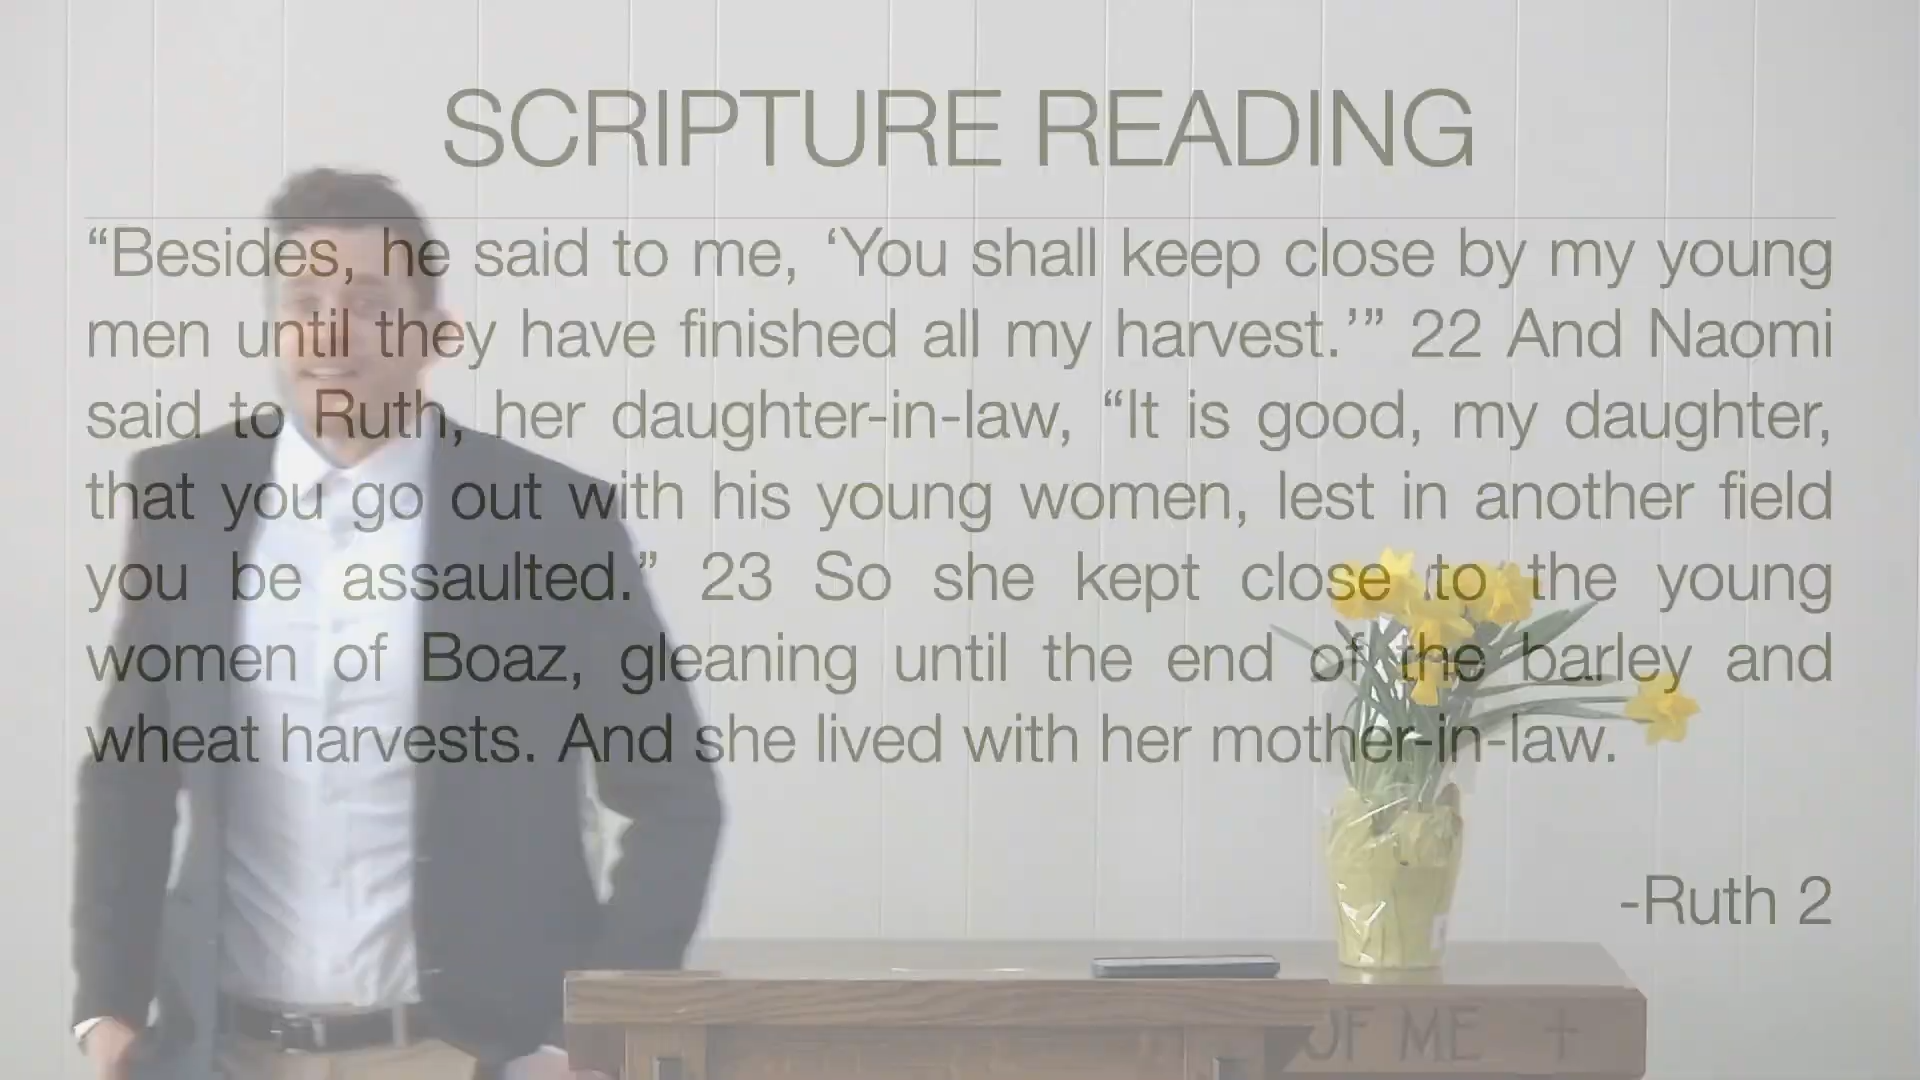 SCRIPTURE READING
“Besides, he said to me, ‘You shall keep close by my young
men until they have finished all my harvest.’” 22 And Naomi
said to Ruth, her daughter-in-law, “It is good, my daughter,
that you go out with his young women, lest in another field
you be assaulted.” 23 So she kept close to the young
women of Boaz, gleaning until the end of the barley and
wheat harvests. And she lived with her mother-in-law.
-Ruth 2
OF ME +